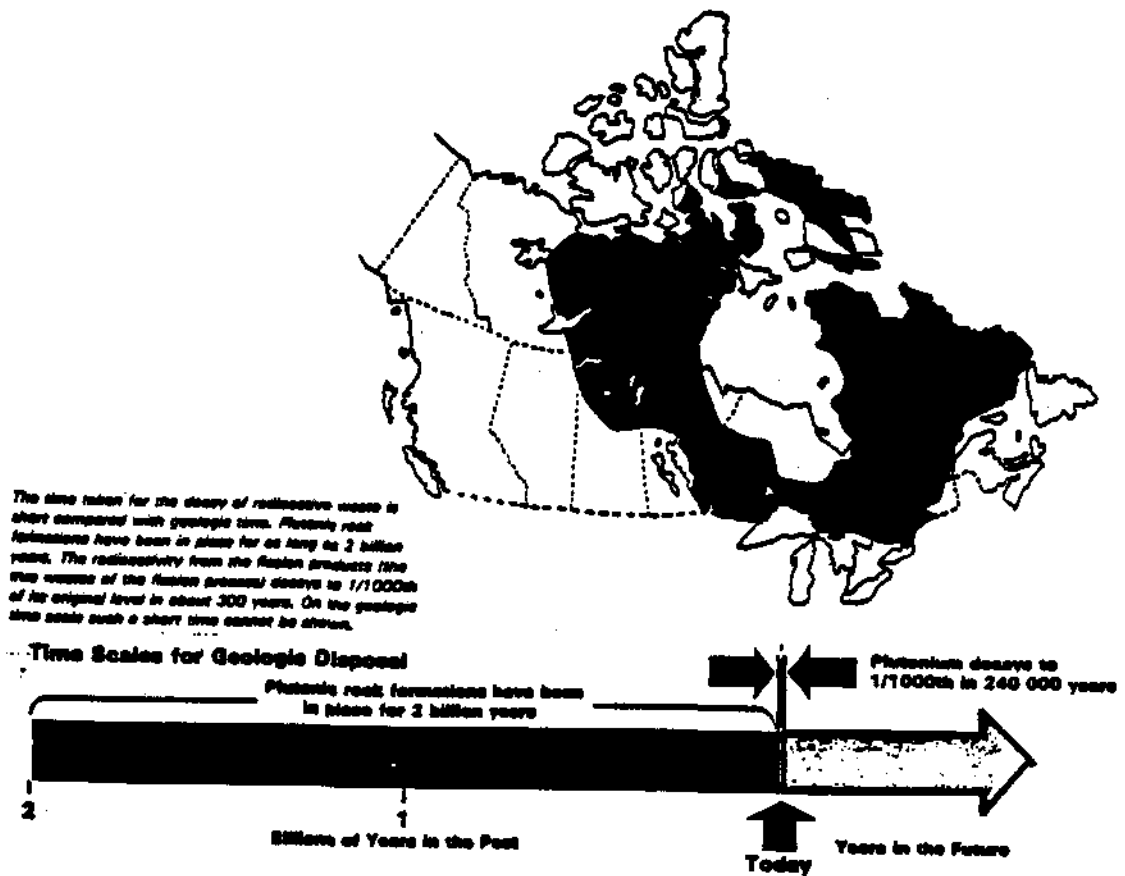 The time taken for the decay of radioactive waste is
short compared with geologic time. Plutonic rock
formations have been in place for as long as 2 billion
years. The radioactivity from the fission products (the
true wastes of the fission process) decays to 1/1000th
of its original level in about 300 years. On the geologic
time scale such a short time cannot be shown.
Time Scales for Geologic Disposal
Plutonic rock formations have been
in place for 2 billion years
Plutonium decays to
1/1000th in 240 000 years
2
1
Billions of Years in the Past
Today
Years in the Future